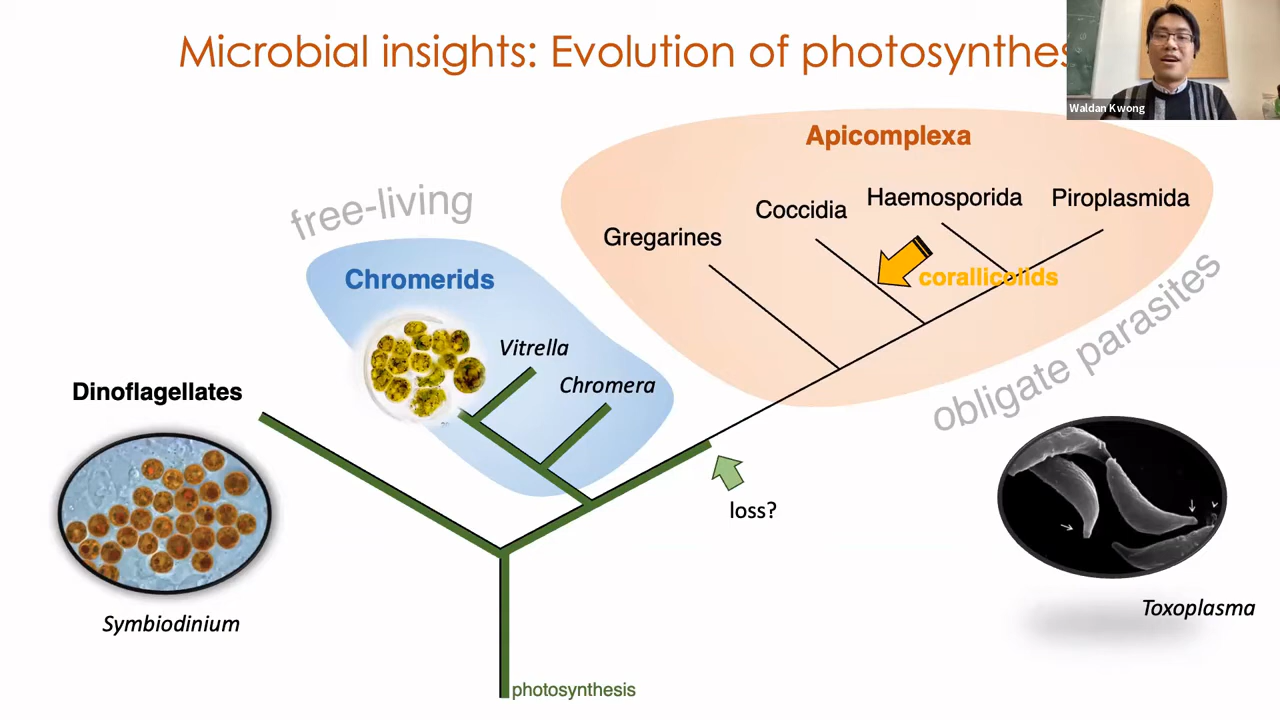 Microbial insights: Evolution of photosynthes
Waldan Kwong
Apicomplexa
free-living
Haemosporida
Piroplasmida
Coccidia
Gregarines
Chromerids
corallicolids
obligate parasites
Vitrella
Chromera
Dinoflagellates
loss?
Symbiodinium
Toxoplasma
photosynthesis